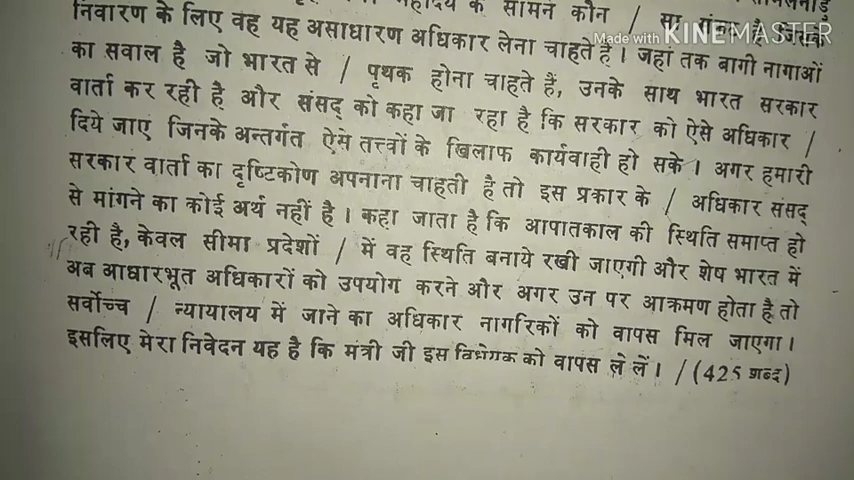 महोदय के सामने कौन / सा
निवारण के लिए वह यह असाधारण अधिकार लेना चाहते हैं । जहां तक बागी नागाओं
का सवाल है जो भारत से / पृथक होना चाहते हैं, उनके साथ भारत सरकार
वार्ता कर रही है और संसद् को कहा जा रहा है कि सरकार को ऐसे अधिकार /
दिये जाएं जिनके अन्तर्गत ऐसे तत्त्वों के खिलाफ कार्यवाही हो सके । अगर हमारी
सरकार वार्ता का दृष्टिकोण अपनाना चाहती है तो इस प्रकार के / अधिकार संसद्
से मांगने का कोई अर्थ नहीं है । कहा जाता है कि आपातकाल की स्थिति समाप्त हो
रही है, केवल सीमा प्रदेशों / में वह स्थिति बनाये रखी जाएगी और शेष भारत में
अब आधारभूत अधिकारों को उपयोग करने और अगर उन पर आक्रमण होता है तो
सर्वोच्च / न्यायालय में जाने का अधिकार नागरिकों को वापस मिल जाएगा ।
इसलिए मेरा निवेदन यह है कि मंत्री जी इस विधेयक को वापस ले लें । / (425 शब्द)
Made with KINEMASTER